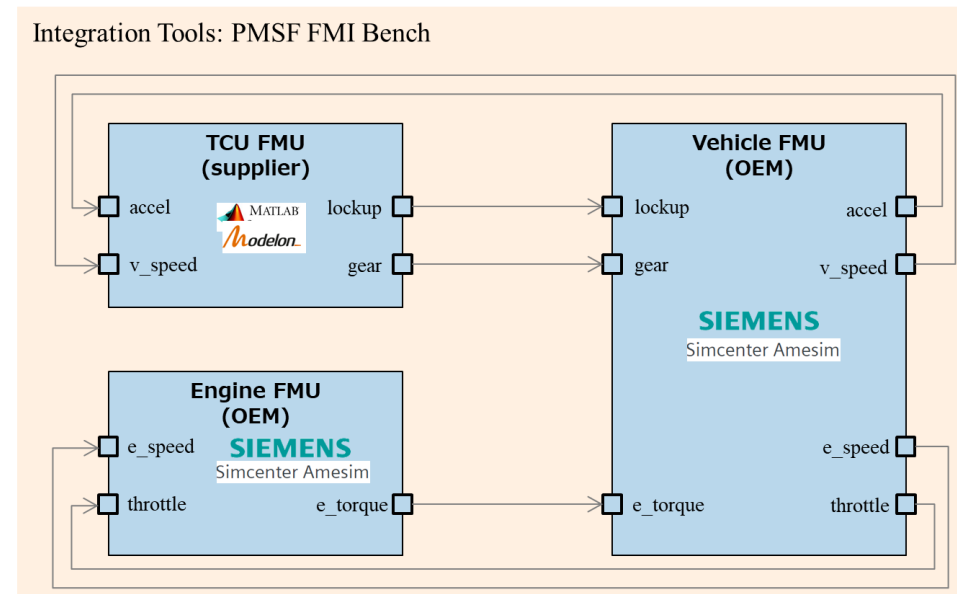 Integration Tools: PMSF FMI Bench
TCU FMU
(supplier)
accel
MATLAB
lockup
Modelon
v_speed
gear
Vehicle FMU
(OEM)
lockup
accel
gear
v_speed
SIEMENS
Simcenter Amesim
e_speed
e_torque
throttle
Engine FMU
(OEM)
e_speed
SIEMENS
Simcenter Amesim
throttle
e_torque